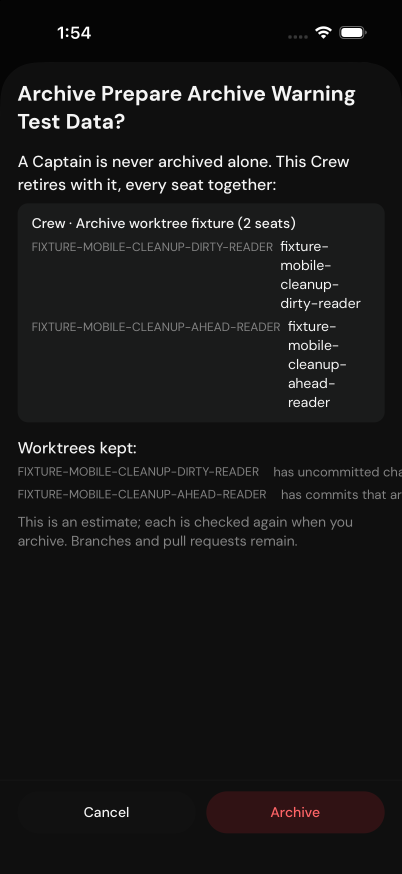 1:54
Archive Prepare Archive Warning
Test Data?
A Captain is never archived alone. This Crew
retires with it, every seat together:
Crew · Archive worktree fixture (2 seats)
FIXTURE-MOBILE-CLEANUP-DIRTY-READER fixture-
mobile-
cleanup-
dirty-reader
FIXTURE-MOBILE-CLEANUP-AHEAD-READER fixture-
mobile-
cleanup-
ahead-
reader
Worktrees kept:
FIXTURE-MOBILE-CLEANUP-DIRTY-READER has uncommitted cha
FIXTURE-MOBILE-CLEANUP-AHEAD-READER has commits that ar
This is an estimate; each is checked again when you
archive. Branches and pull requests remain.
Cancel
Archive